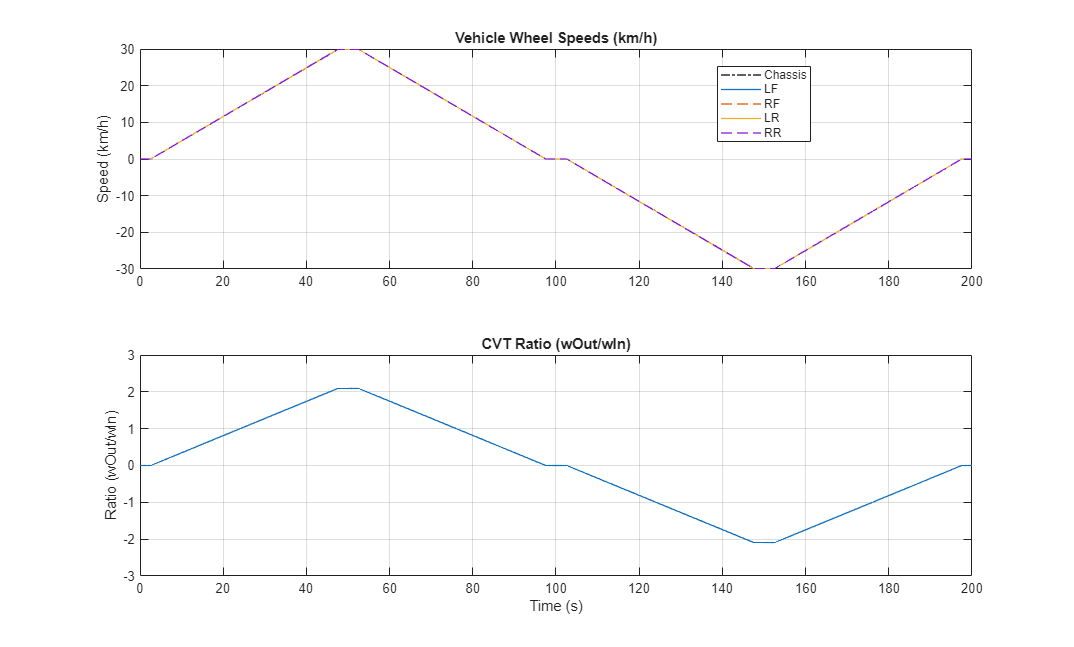 Vehicle Wheel Speeds (km/h)
30
20
10
0
-10
-20
-30
Speed (km/h)
Chassis
LF
RF
LR
RR
0 20 40 60 80 100 120 140 160 180 200
CVT Ratio (wOut/wIn)
3
2
1
0
-1
-2
-3
Ratio (wOut/wIn)
0 20 40 60 80 100 120 140 160 180 200
Time (s)